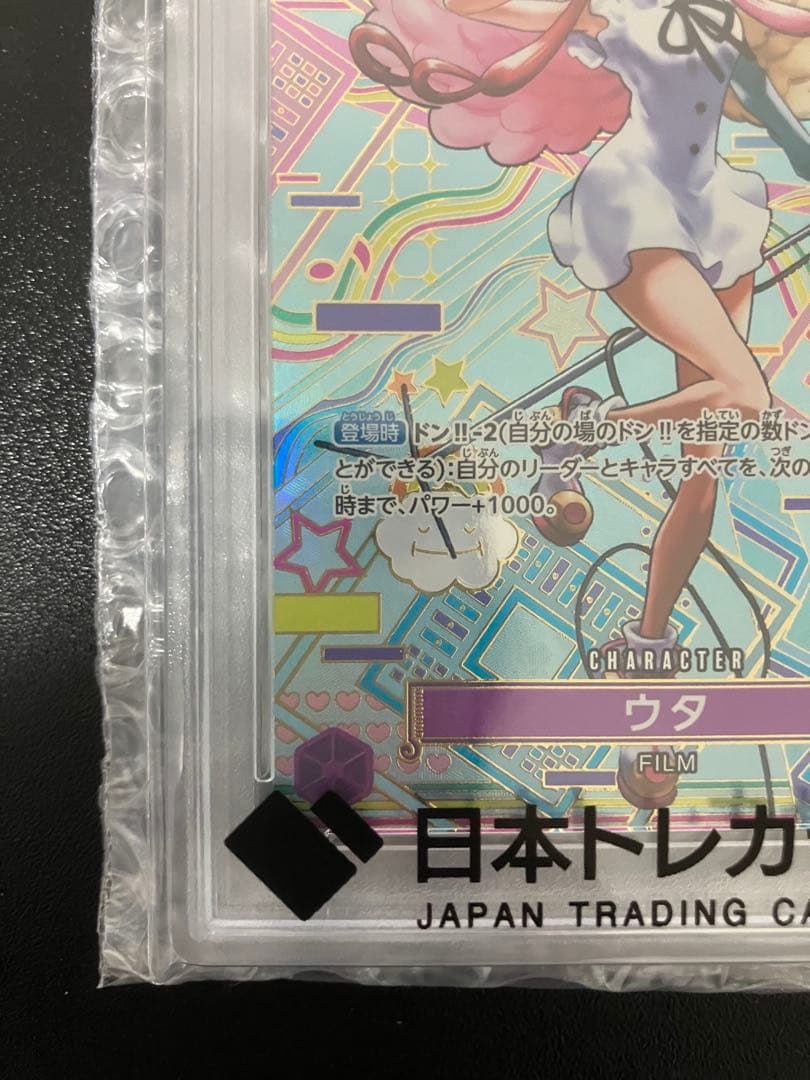 登場時 ドン!!-2(自分の場のドン!!を指定の数ドン
とができる):自分のリーダーとキャラすべてを、次の
時まで、パワー+1000。
CHARACTER
ウタ
FILM
日本トレカ
JAPAN TRADING CA